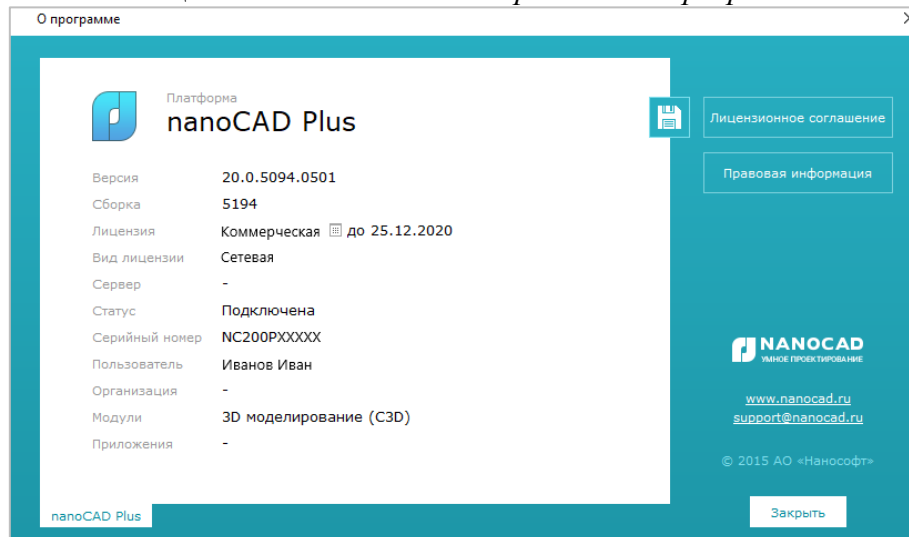 О программе
Платформа
nanoCAD Plus
Лицензионное соглашение
Правовая информация
Версия 20.0.5094.0501
Сборка 5194
Лицензия Коммерческая до 25.12.2020
Вид лицензии Сетевая
Сервер -
Статус Подключена
Серийный номер NC200PXXXXX
Пользователь Иванов Иван
Организация -
Модули 3D моделирование (C3D)
Приложения -
NANOCAD
УМНОЕ ПРОЕКТИРОВАНИЕ
www.nanocad.ru
support@nanocad.ru
© 2015 АО «Нанософт»
nanoCAD Plus
Закрыть